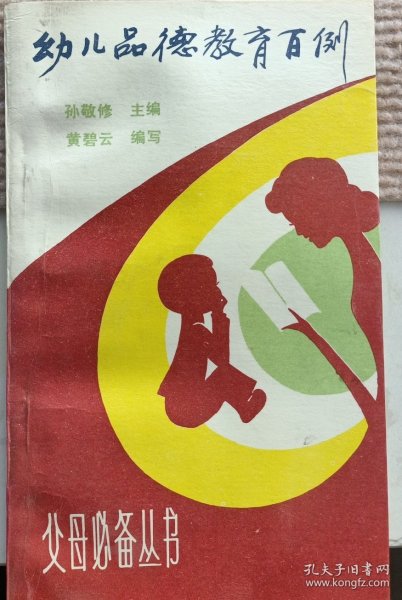 幼儿品德教育百例
孙敬修 主编
黄碧云 编写
父母必备丛书
孔夫子旧书网
www.kongfz.com